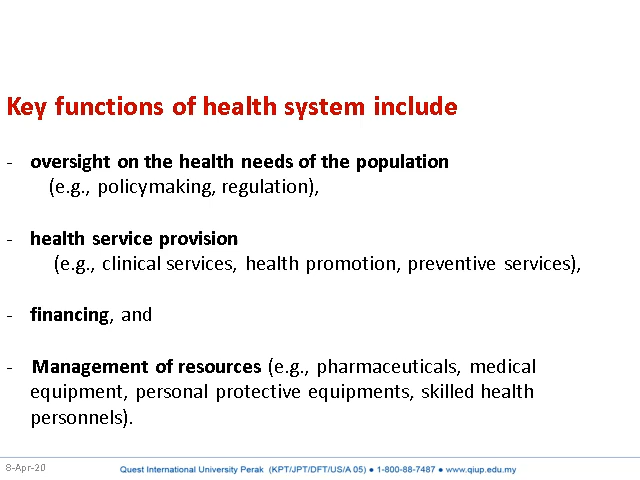 Key functions of health system include
- oversight on the health needs of the population
(e.g., policymaking, regulation),
- health service provision
(e.g., clinical services, health promotion, preventive services),
- financing, and
- Management of resources (e.g., pharmaceuticals, medical
equipment, personal protective equipments, skilled health
personnels).
8-Apr-20
Quest International University Perak (KPT/JPT/DFT/US/A 05) ● 1-800-88-7487 ● www.qiup.edu.my